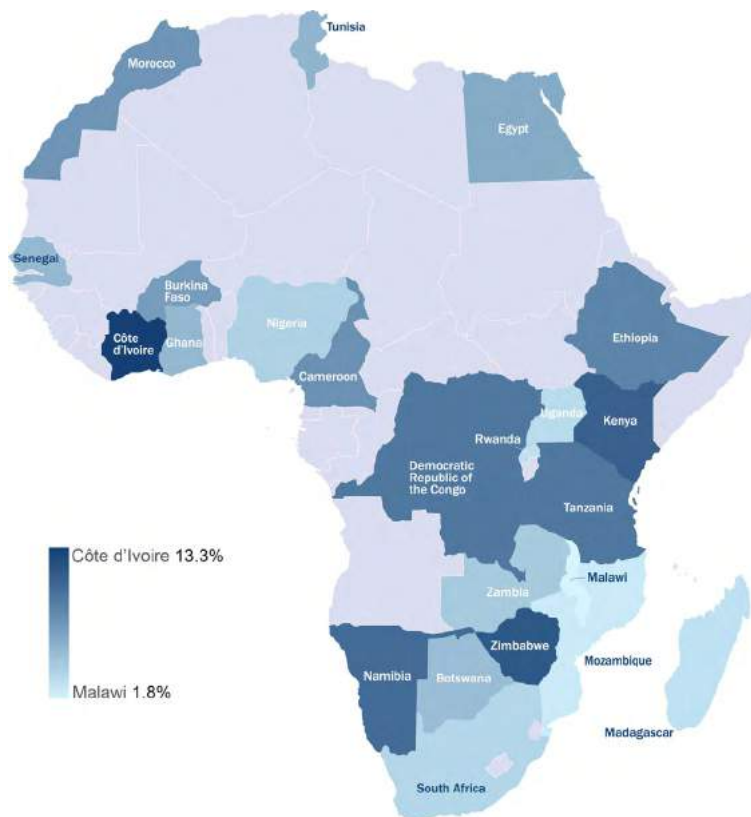 Tunisia
Morocco
Egypt
Senegal
Burkina
Faso
Nigeria
Côte
d'Ivoire
Ghana
Ethiopia
Cameroon
Uganda
Kenya
Rwanda
Democratic
Republic of
the Congo
Tanzania
Côte d'Ivoire 13.3%
Malawi
Zambia
Zimbabwe
Mozambique
Namibia
Botswana
Malawi 1.8%
Madagascar
South Africa